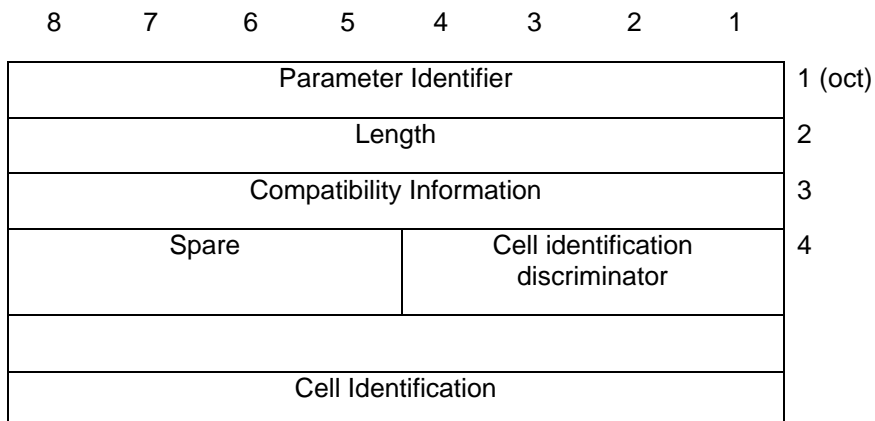 8 7 6 5 4 3 2 1
Parameter Identifier 1 (oct)
Length 2
Compatibility Information 3
Spare Cell identification 4
discriminator
Cell Identification